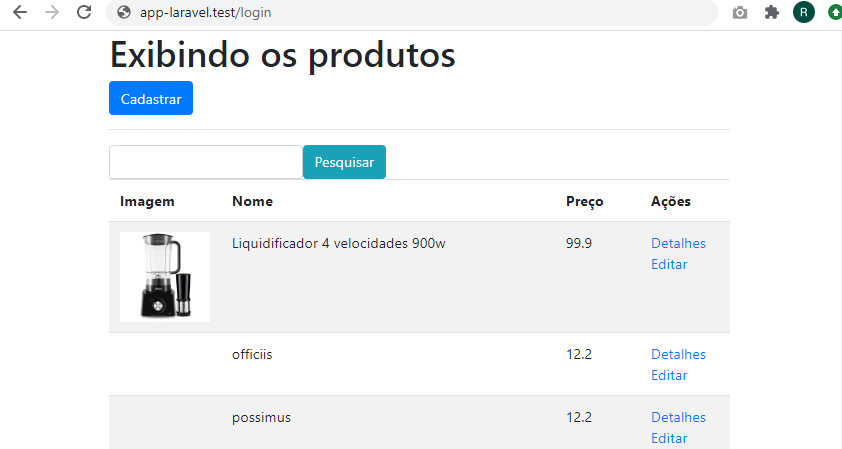 app-laravel.test/login
R
Exibindo os produtos
Cadastrar
Pesquisar
Imagem Nome Preço Ações
Liquidificador 4 velocidades 900w 99.9 Detalhes
Editar
officiis 12.2 Detalhes
Editar
possimus 12.2 Detalhes
Editar